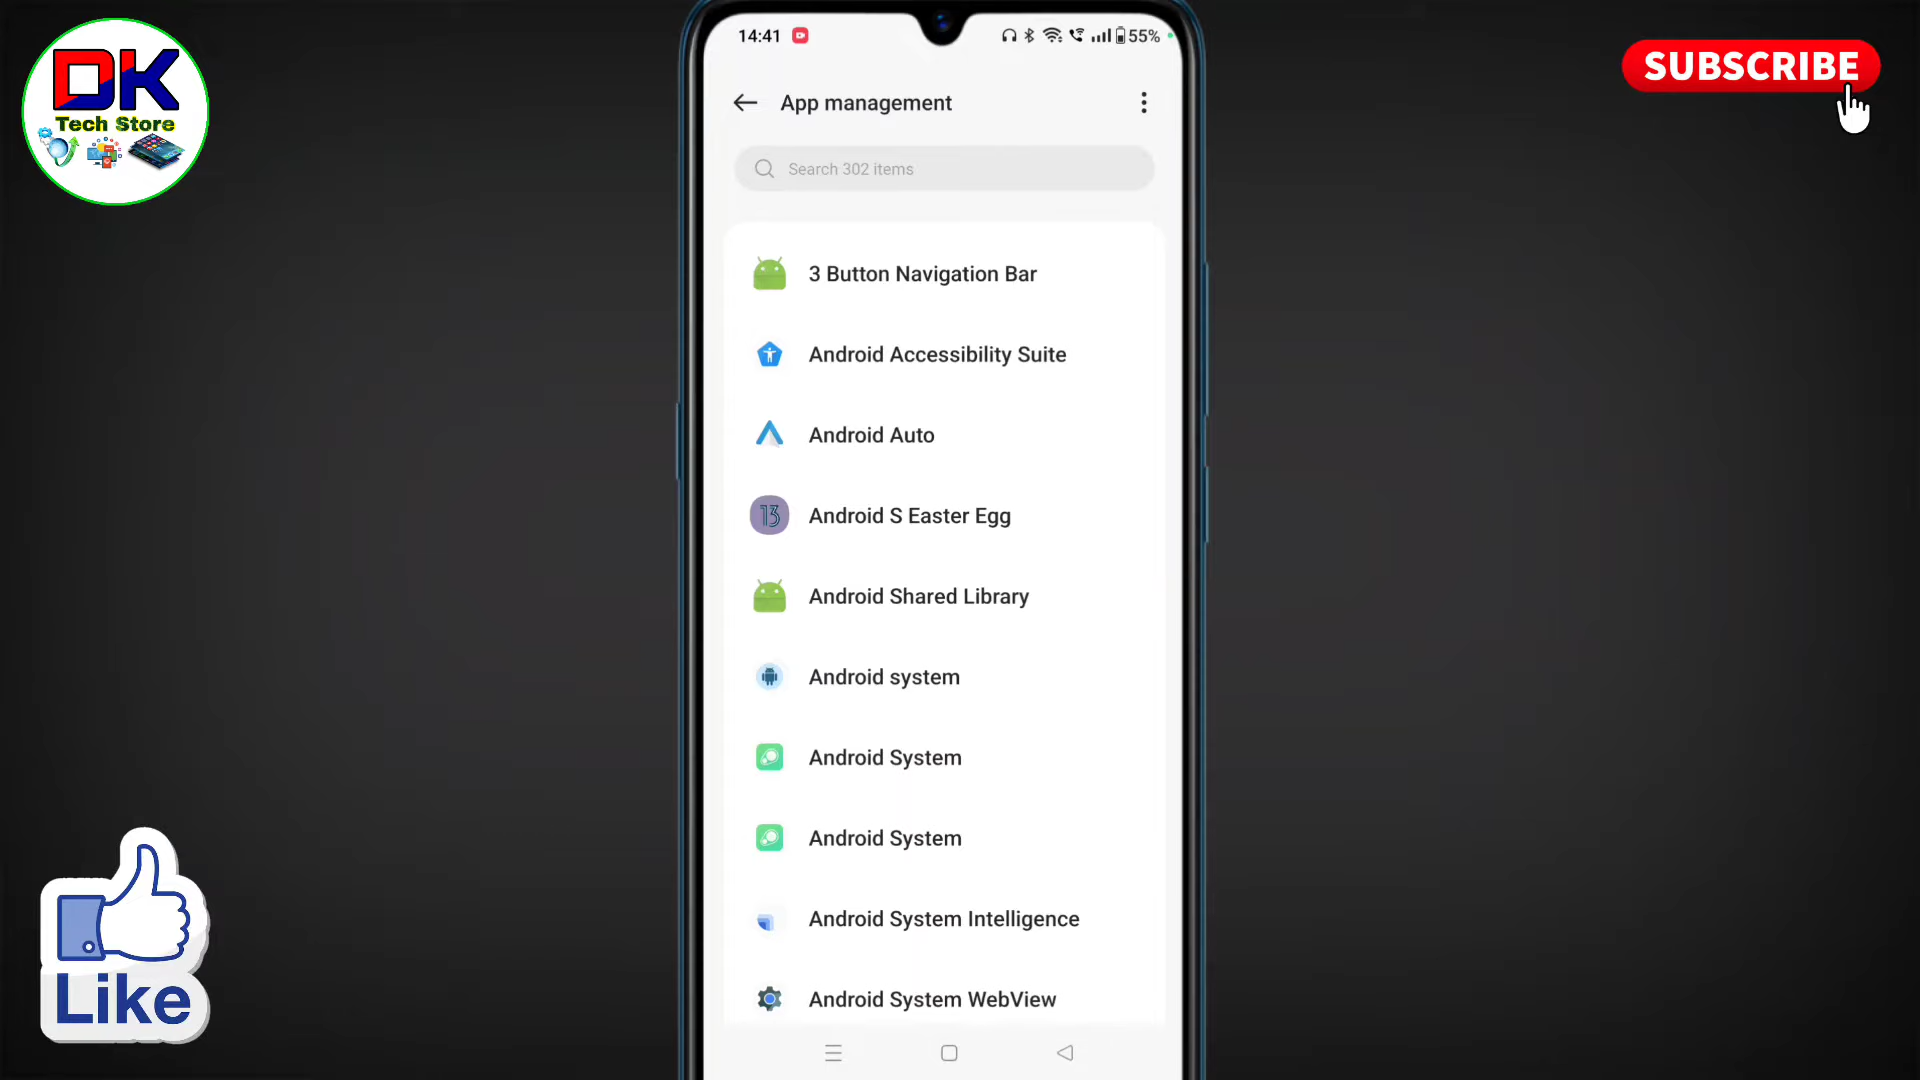 DK
Tech Store
14:41
55%
SUBSCRIBE
App management
Search 302 items
3 Button Navigation Bar
Android Accessibility Suite
Android Auto
13
Android S Easter Egg
Android Shared Library
Android system
Android System
Android System
Android System Intelligence
Android System WebView
Like